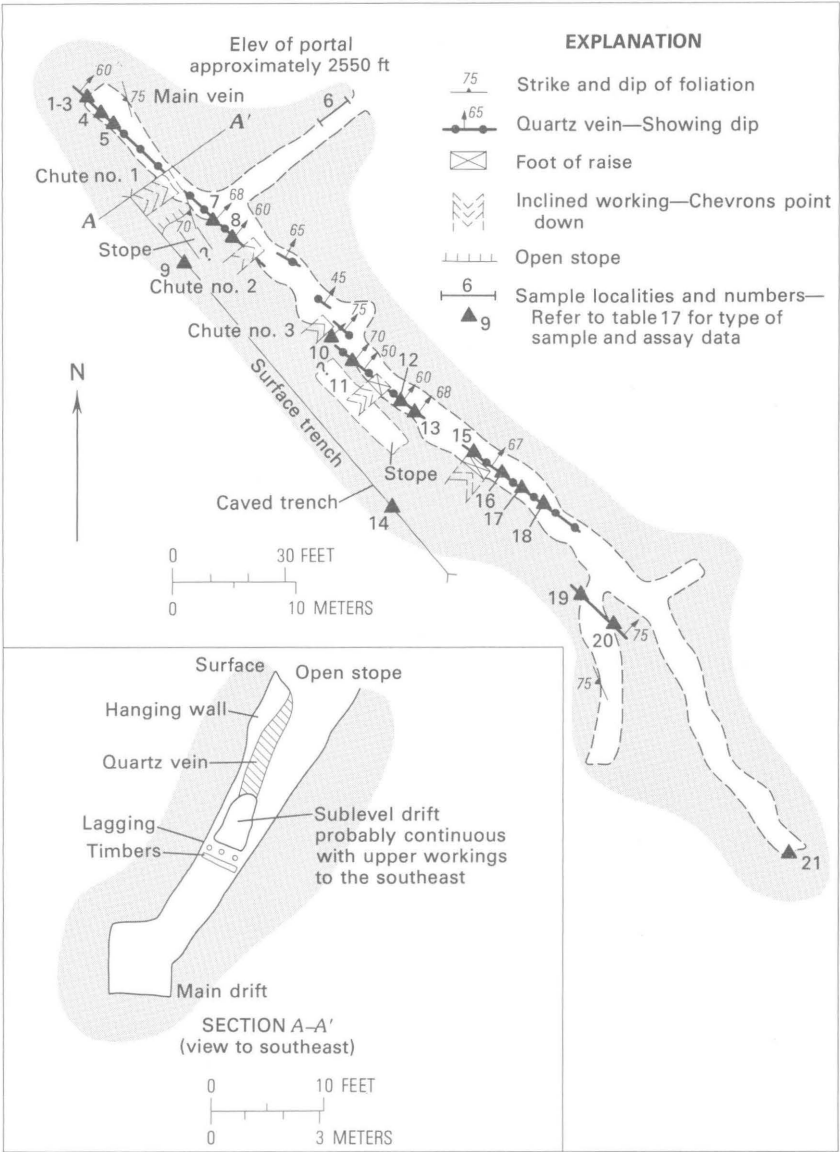 Elev of portal
approximately 2550 ft
60
75
Main vein
1-3
4
5
A'
6
Chute no. 1
A
7
68
8
60
70
Stope
?
9
Chute no. 2
65
45
Chute no. 3
75
10
70
50
?
11
12
60
68
13
Surface trench
N
Stope
15
67
16
17
18
Caved trench
14
0 30 FEET
0 10 METERS
19
20
75
75
21
EXPLANATION
75 Strike and dip of foliation
65 Quartz vein—Showing dip
Foot of raise
Inclined working—Chevrons point
down
Open stope
6 Sample localities and numbers—
9 Refer to table 17 for type of
sample and assay data
Surface
Open stope
Hanging wall
Quartz vein
Lagging
Timbers
Sublevel drift
probably continuous
with upper workings
to the southeast
Main drift
SECTION A–A'
(view to southeast)
0 10 FEET
0 3 METERS